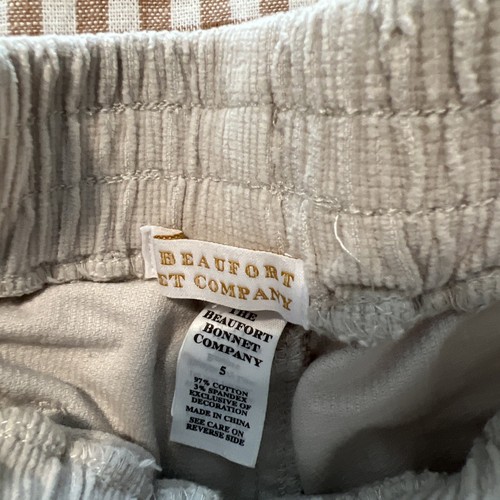 BEAUFORT
ET COMPANY
THE
BEAUFORT
BONNET
COMPANY
5
97% COTTON
3% SPANDEX
EXCLUSIVE OF
DECORATION
MADE IN CHINA
SEE CARE ON
REVERSE SIDE